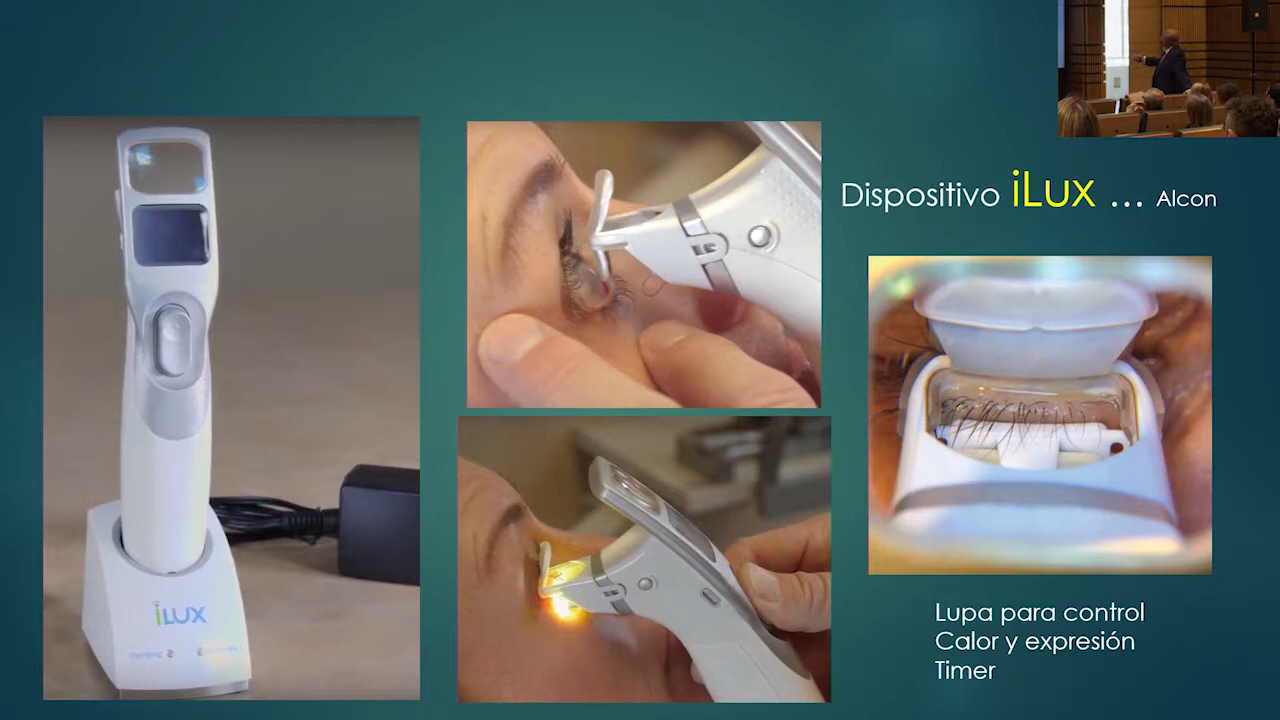 Dispositivo iLux ... Alcon
iLUX
Lupa para control
Calor y expresión
Timer